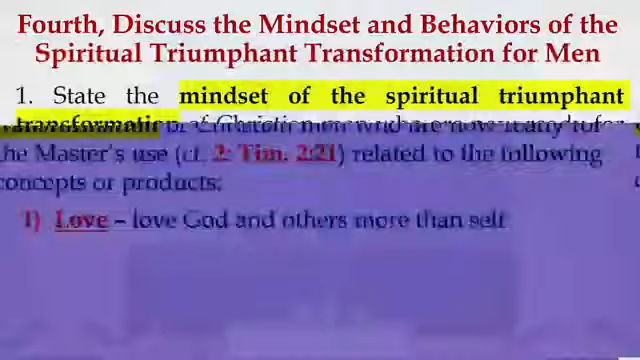 Fourth, Discuss the Mindset and Behaviors of the
Spiritual Triumphant Transformation for Men
1. State the mindset of the spiritual triumphant
transformation of Christian men who are now ready for
the Master's use (cf. 2: Tim. 2:21) related to the following
concepts or products:
1) Love – love God and others more than self